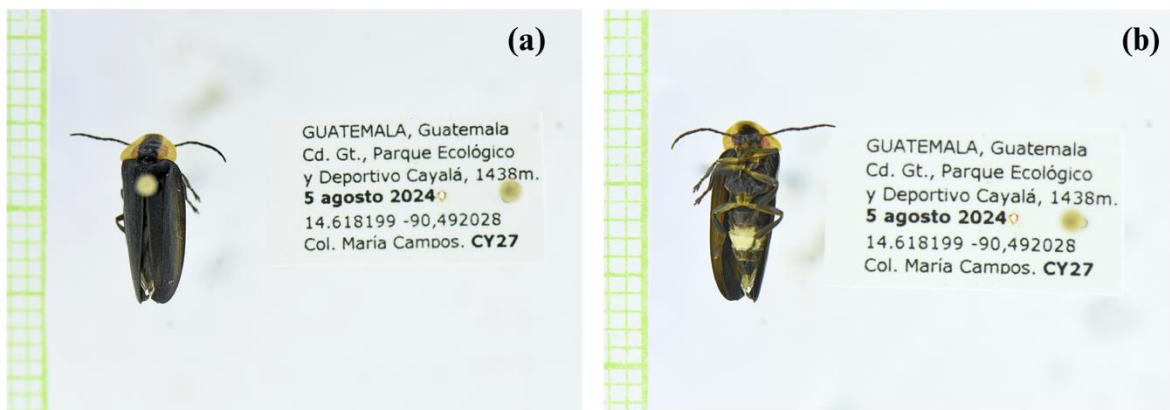 (a)
GUATEMALA, Guatemala
Cd. Gt., Parque Ecológico
y Deportivo Cayalá, 1438m.
5 agosto 2024
14.618199 -90,492028
Col. María Campos. CY27
(b)
GUATEMALA, Guatemala
Cd. Gt., Parque Ecológico
y Deportivo Cayalá, 1438m.
5 agosto 2024
14.618199 -90,492028
Col. María Campos. CY27